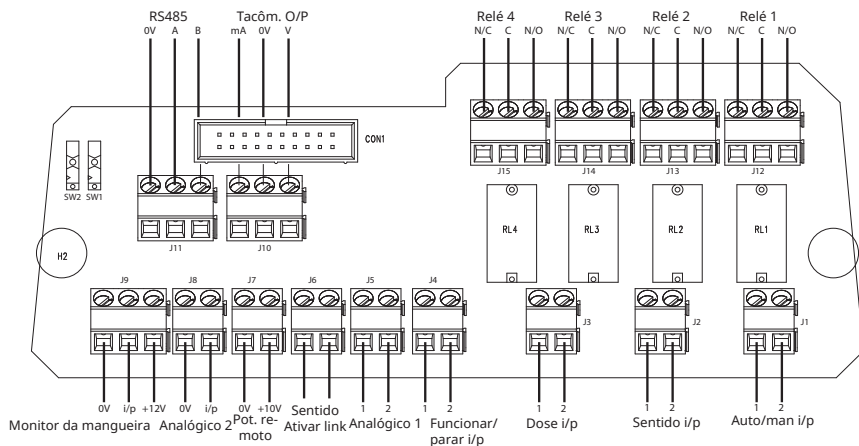 RS485 Tacôm. O/P Relé 4 Relé 3 Relé 2 Relé 1
0V A B mA 0V V N/C C N/O N/C C N/O N/C C N/O N/C C N/O
CON1
J15 J14 J13 J12
SW2 SW1
J11 J10
RL4 RL3 RL2 RL1
H2
J9 J8 J7 J6 J5 J4
J3 J2 J1
0V i/p +12V 0V i/p 0V +10V 1 2 1 2 1 2 1 2 1 2
Monitor da mangueira
Analógico 2
Pot. re-
moto
Sentido
Ativar link
Analógico 1
Funcionar/
parar i/p
Dose i/p
Sentido i/p
Auto/man i/p